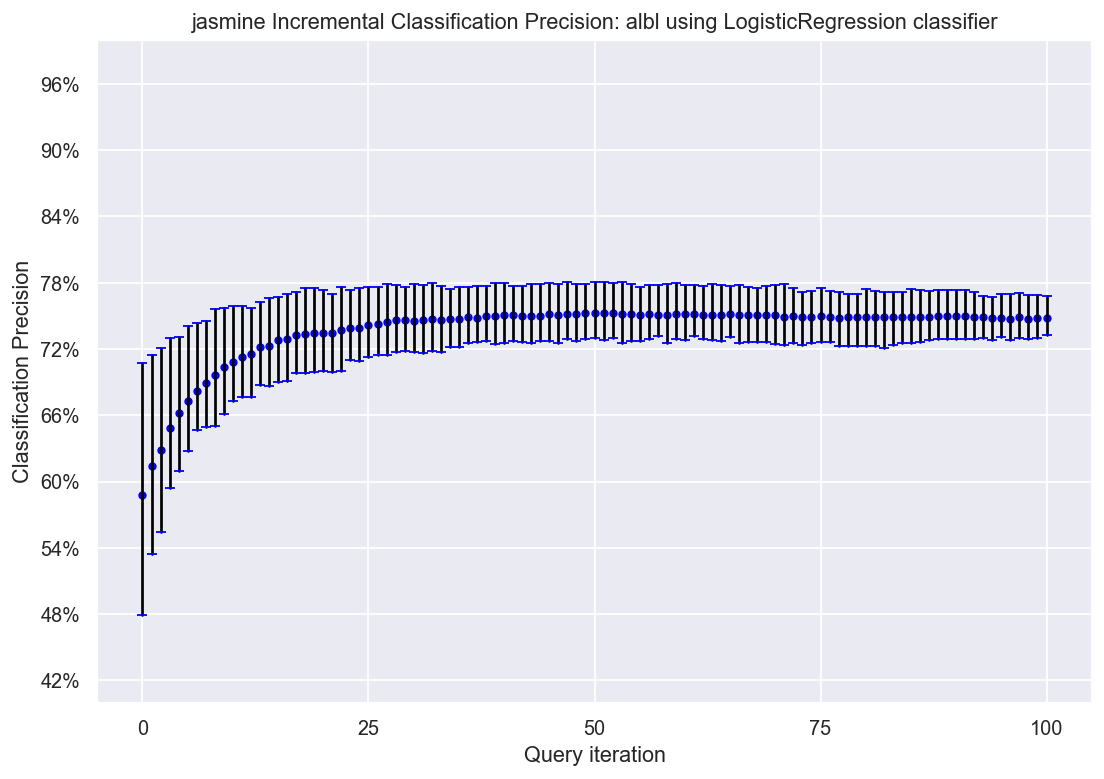 jasmine Incremental Classification Precision: albl using LogisticRegression classifier
96%
90%
84%
78%
72%
66%
60%
54%
48%
42%
Classification Precision
0 25 50 75 100
Query iteration